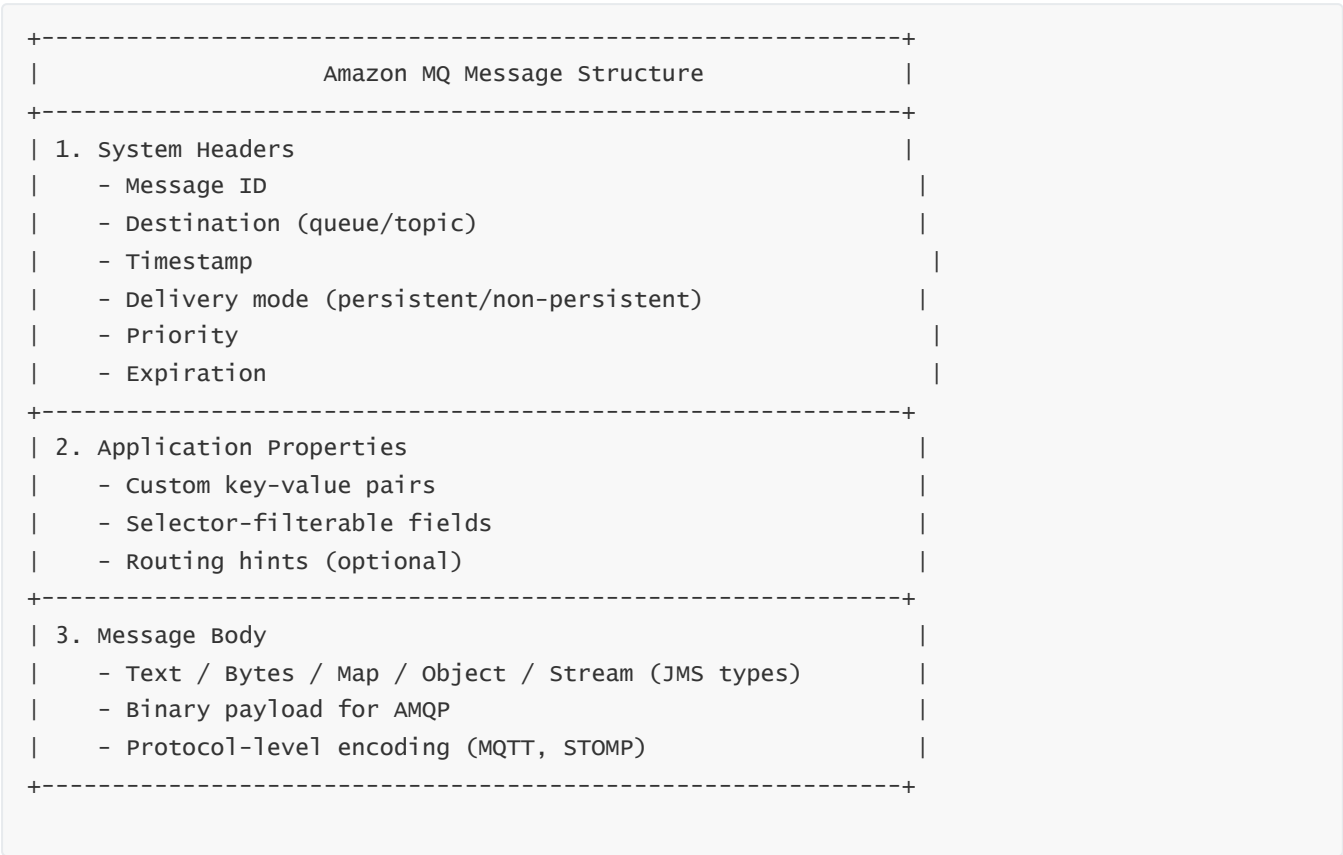 +-------------------------------------------------------------+
|                    Amazon MQ Message Structure              |
+-------------------------------------------------------------+
| 1. System Headers                                           |
|    - Message ID                                              |
|    - Destination (queue/topic)                               |
|    - Timestamp                                                |
|    - Delivery mode (persistent/non-persistent)               |
|    - Priority                                                 |
|    - Expiration                                               |
+-------------------------------------------------------------+
| 2. Application Properties                                    |
|    - Custom key-value pairs                                  |
|    - Selector-filterable fields                              |
|    - Routing hints (optional)                                |
+-------------------------------------------------------------+
| 3. Message Body                                              |
|    - Text / Bytes / Map / Object / Stream (JMS types)        |
|    - Binary payload for AMQP                                 |
|    - Protocol-level encoding (MQTT, STOMP)                   |
+-------------------------------------------------------------+